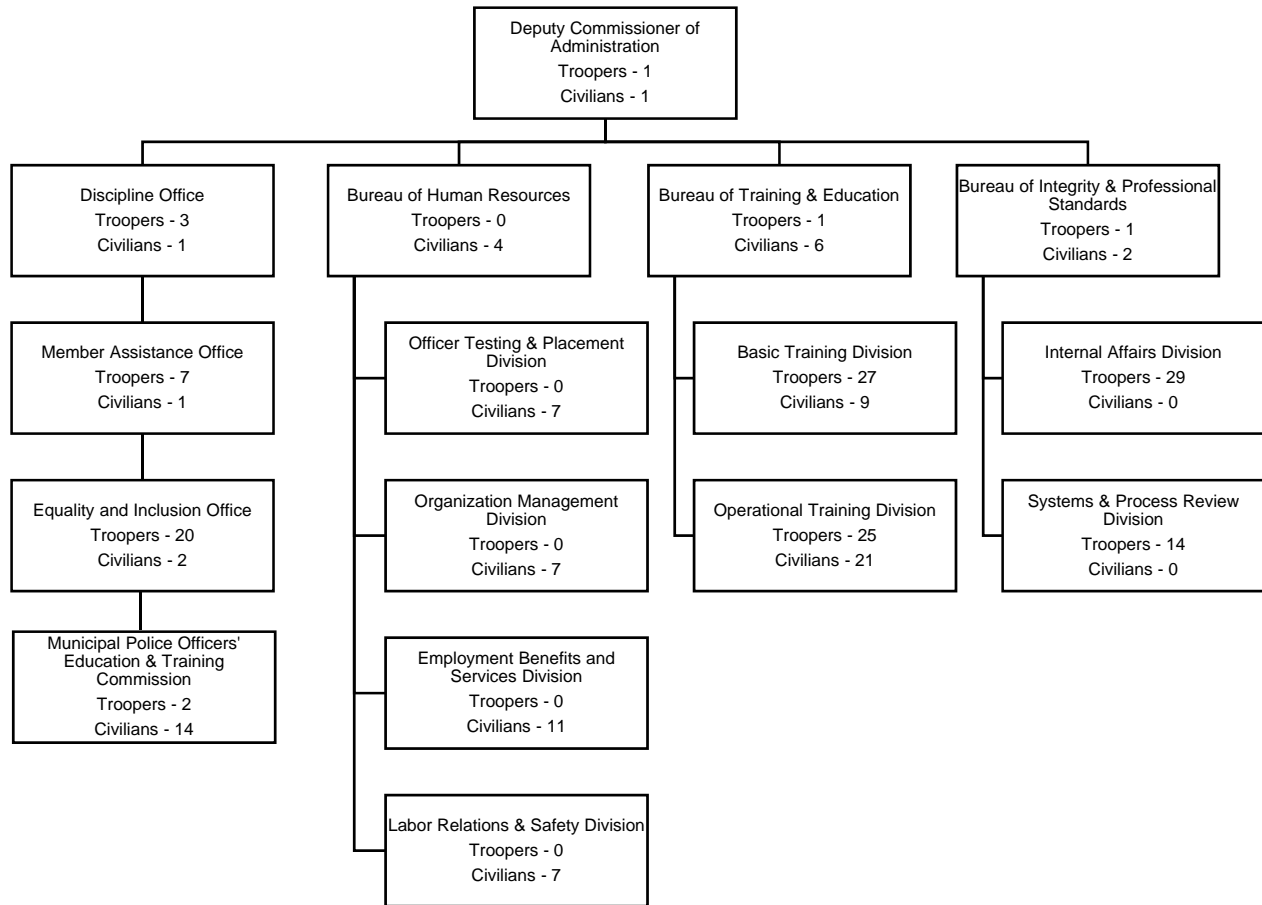 Deputy Commissioner of
Administration
Troopers - 1
Civilians - 1
Discipline Office
Troopers - 3
Civilians - 1
Bureau of Human Resources
Troopers - 0
Civilians - 4
Bureau of Training & Education
Troopers - 1
Civilians - 6
Bureau of Integrity & Professional
Standards
Troopers - 1
Civilians - 2
Member Assistance Office
Troopers - 7
Civilians - 1
Officer Testing & Placement
Division
Troopers - 0
Civilians - 7
Basic Training Division
Troopers - 27
Civilians - 9
Internal Affairs Division
Troopers - 29
Civilians - 0
Equality and Inclusion Office
Troopers - 20
Civilians - 2
Organization Management
Division
Troopers - 0
Civilians - 7
Operational Training Division
Troopers - 25
Civilians - 21
Systems & Process Review
Division
Troopers - 14
Civilians - 0
Municipal Police Officers'
Education & Training
Commission
Troopers - 2
Civilians - 14
Employment Benefits and
Services Division
Troopers - 0
Civilians - 11
Labor Relations & Safety Division
Troopers - 0
Civilians - 7